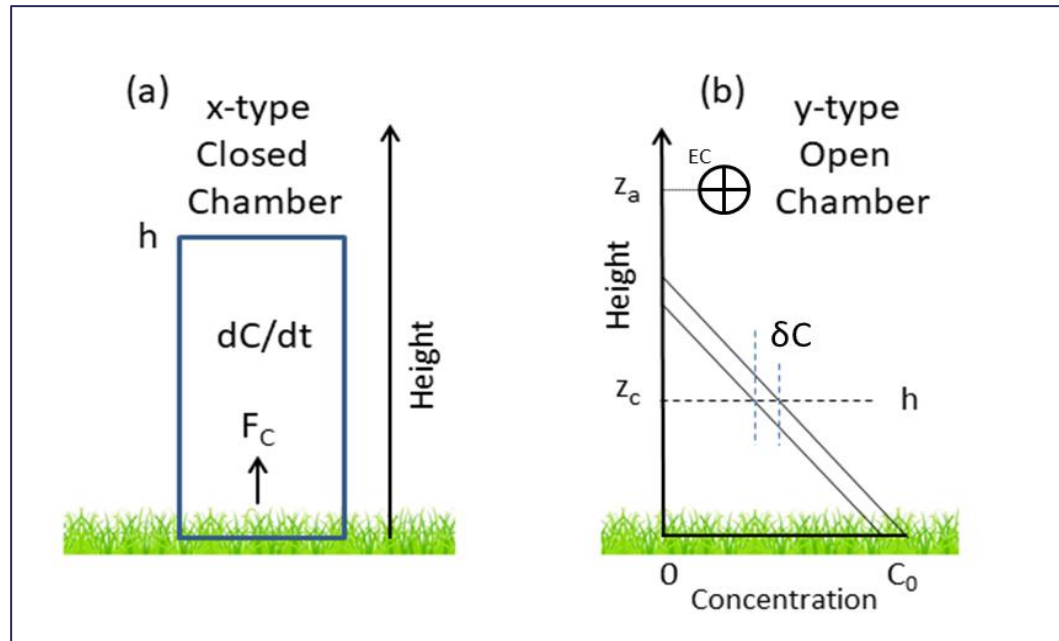 (a)
x-type
Closed
Chamber
h
dC/dt
F_C
Height
(b)
y-type
Open
Chamber
EC
z_a
Height
δC
z_c
h
0
C_0
Concentration